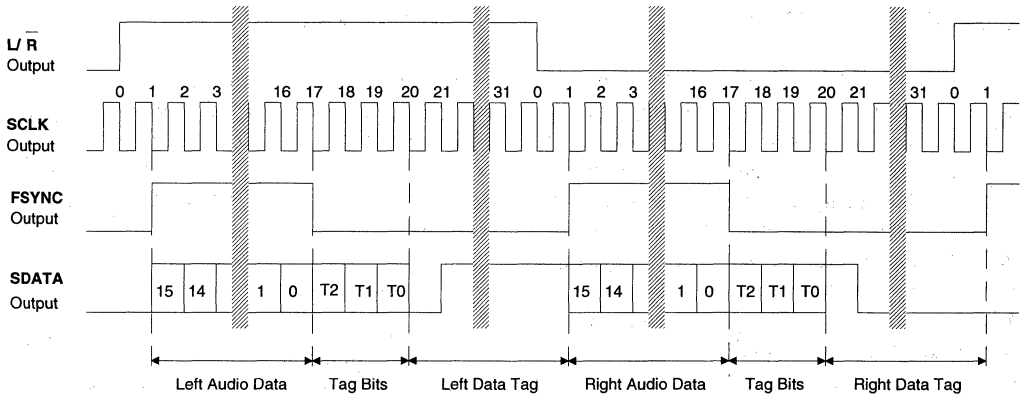 L/R
Output
0 1 2 3 16 17 18 19 20 21 31 0 1 2 3 16 17 18 19 20 21 31 0 1
SCLK
Output
FSYNC
Output
SDATA
Output
15 14 1 0 T2 T1 T0 15 14 1 0 T2 T1 T0
Left Audio Data Tag Bits Left Data Tag Right Audio Data Tag Bits Right Data Tag